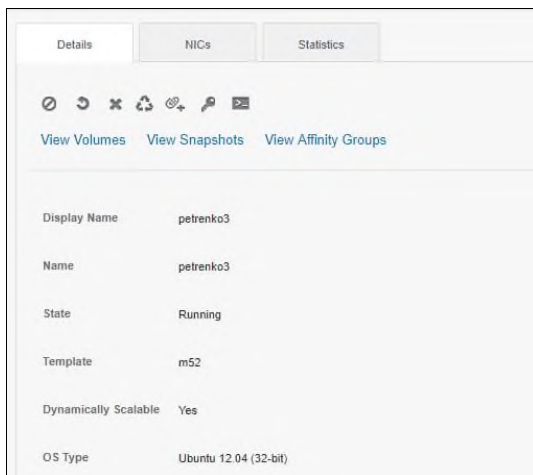 Details NICs Statistics
View Volumes View Snapshots View Affinity Groups
Display Name petrenko3
Name petrenko3
State Running
Template m52
Dynamically Scalable Yes
OS Type Ubuntu 12.04 (32-bit)